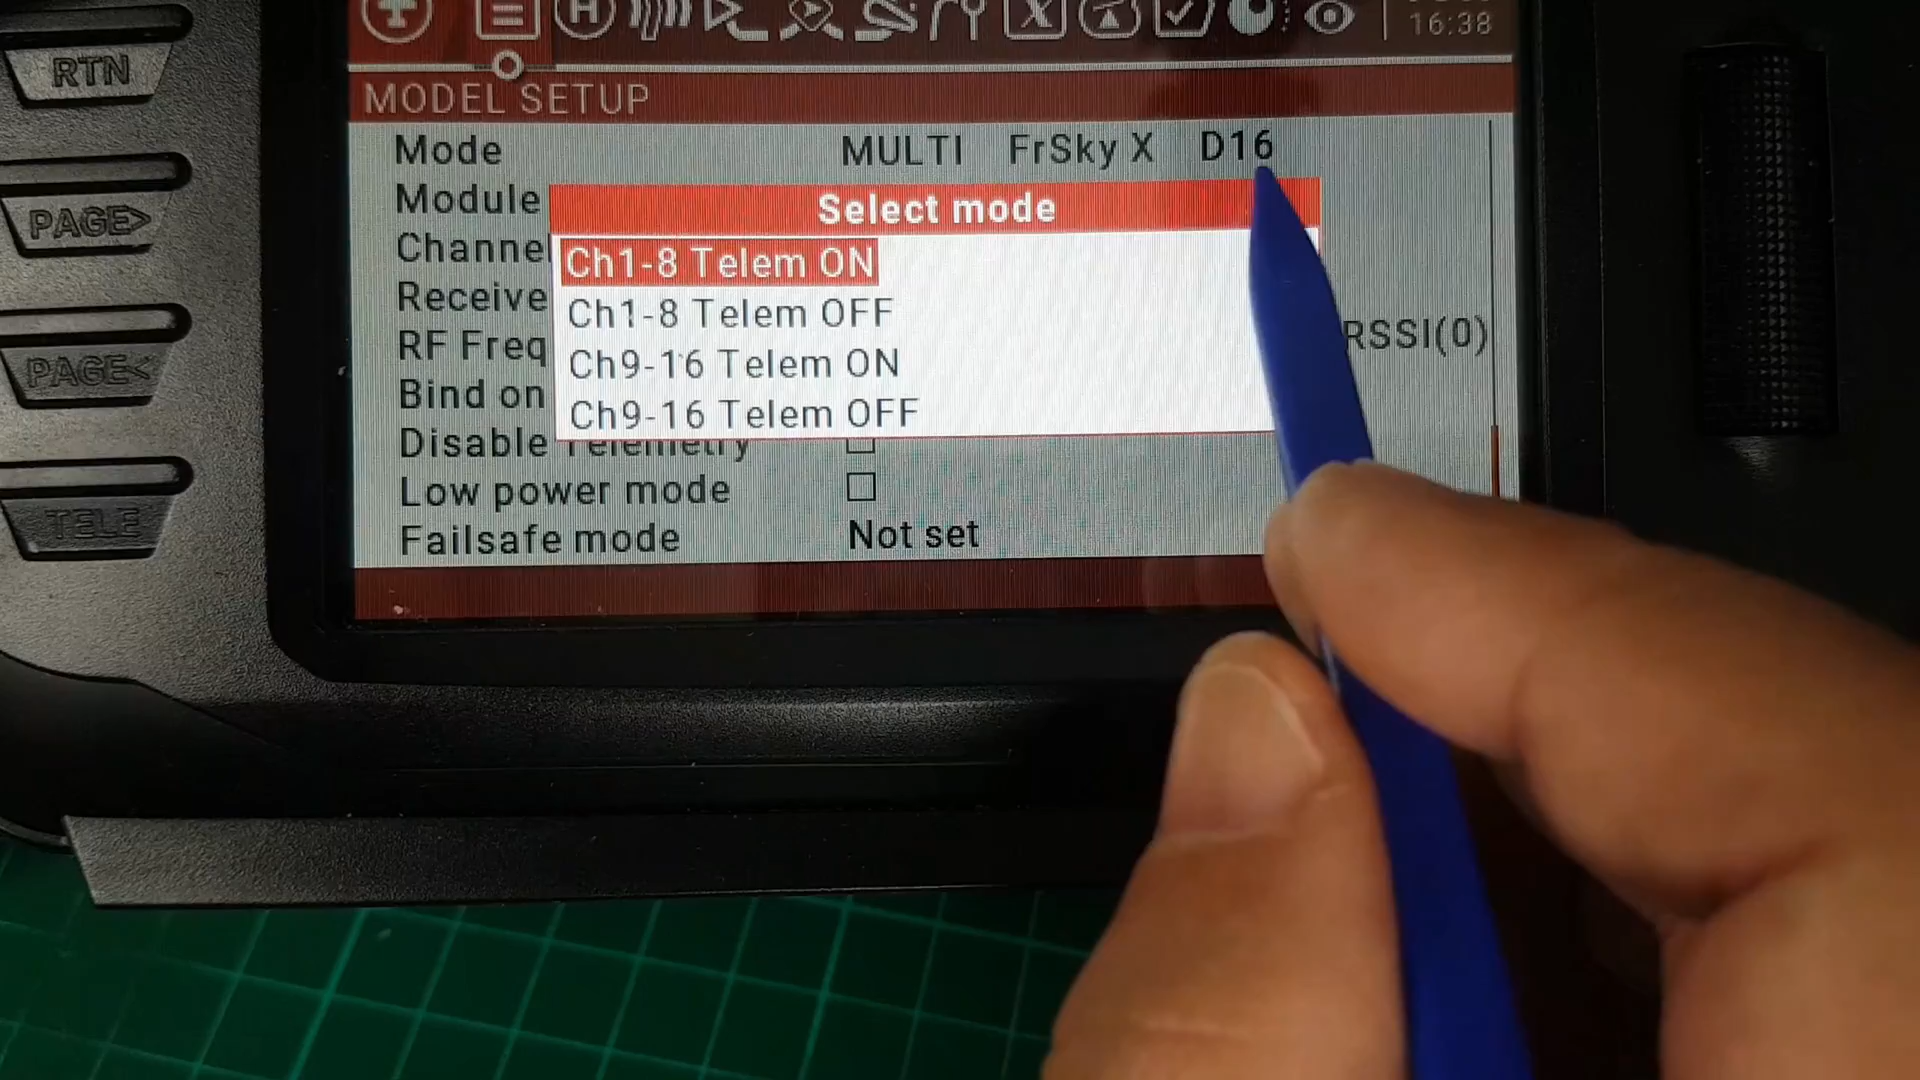 16:38
RTN
MODEL SETUP
Mode MULTI FrSky X D16
PAGE>
Module
Select mode
Channel
Ch1-8 Telem ON
Receive
Ch1-8 Telem OFF
RSSI(0)
RF Freq
Ch9-16 Telem ON
PAGE<
Bind on
Ch9-16 Telem OFF
Disable Telemetry
Low power mode
TELE
Failsafe mode Not set